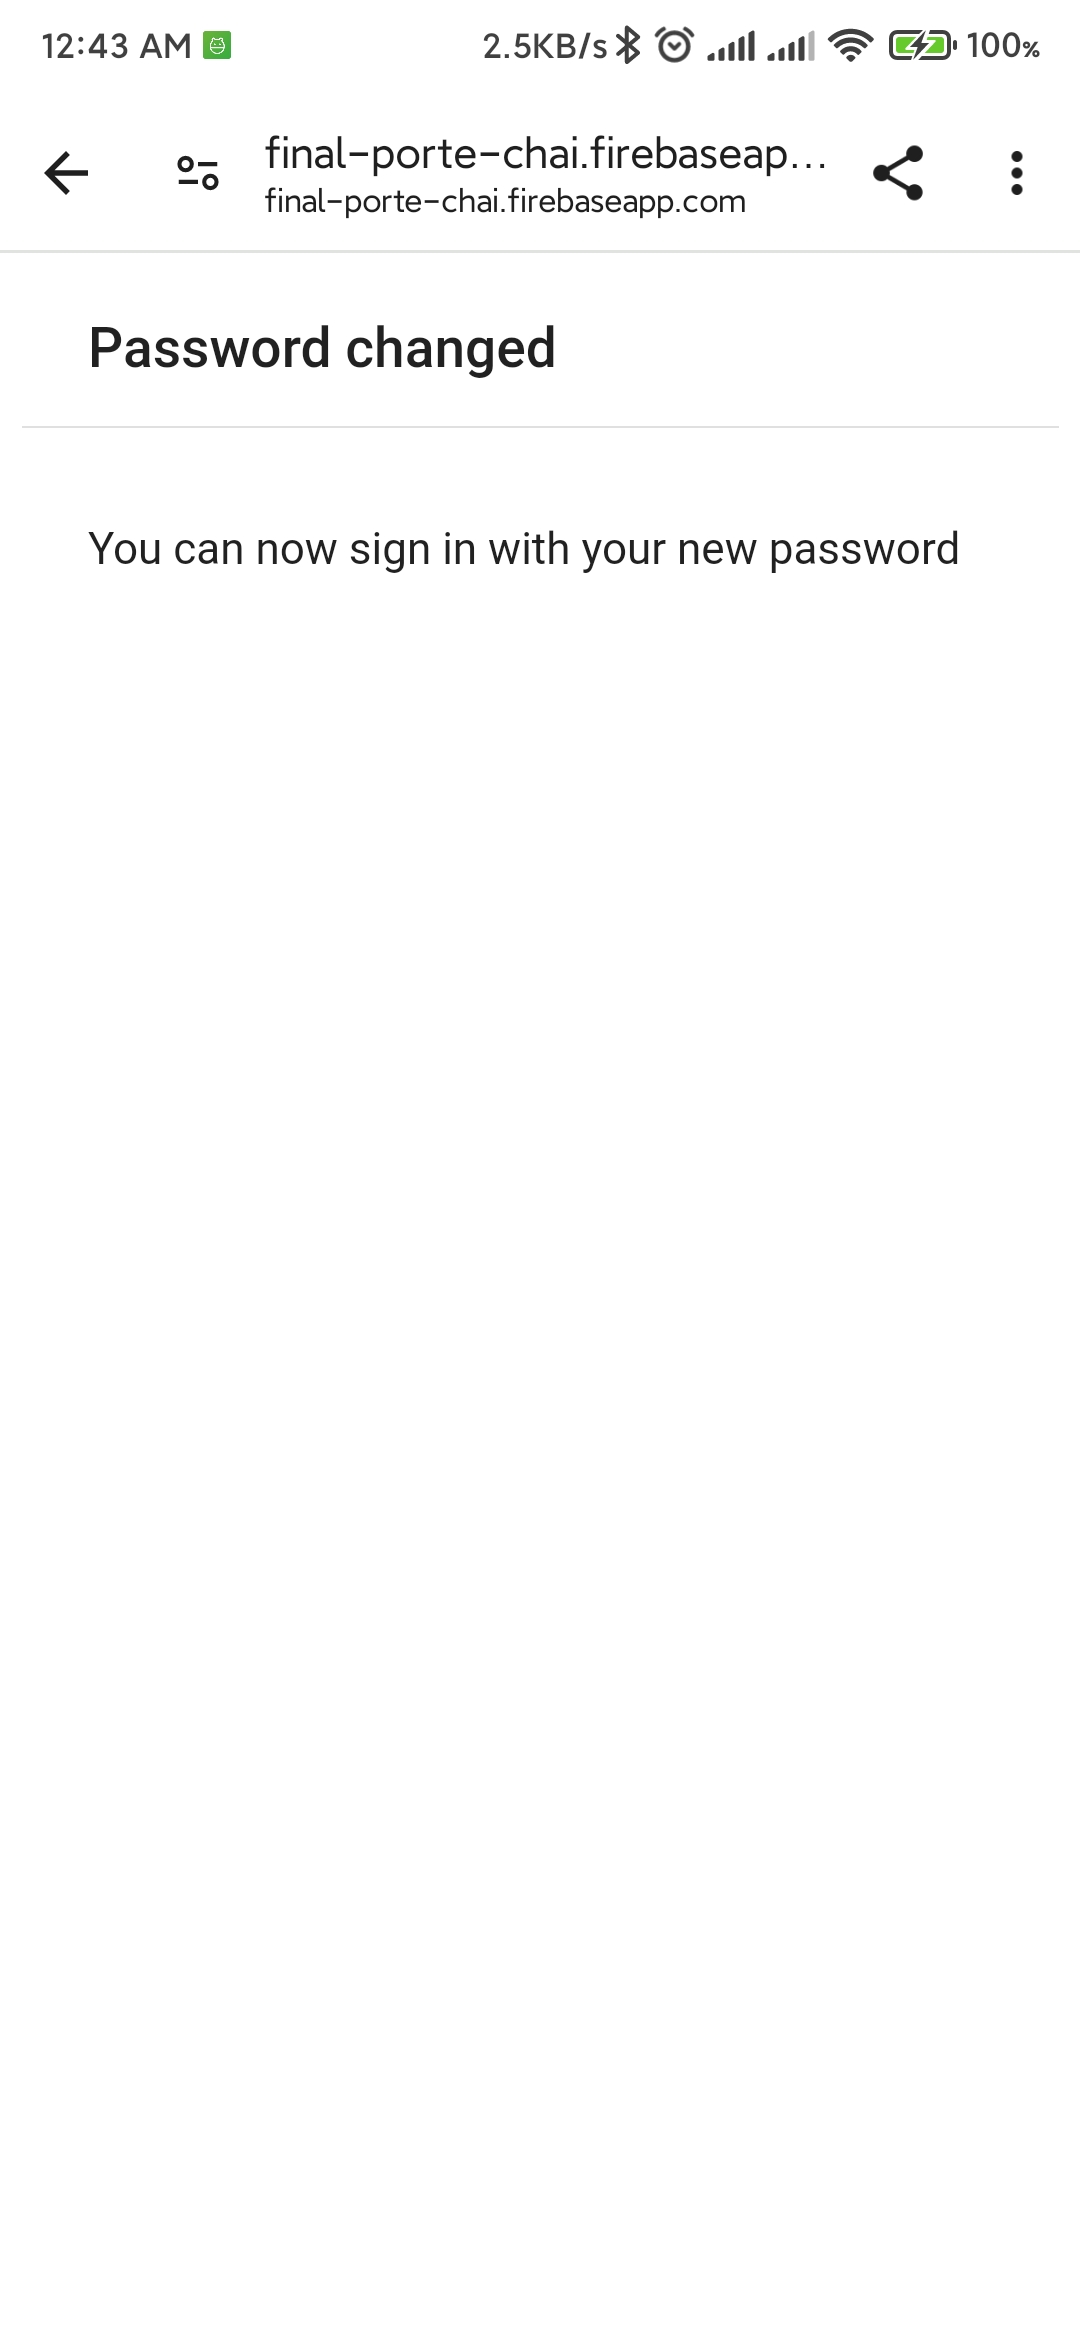 12:43 AM 2.5KB/s 100%
final-porte-chai.firebaseap...
final-porte-chai.firebaseapp.com
Password changed
You can now sign in with your new password